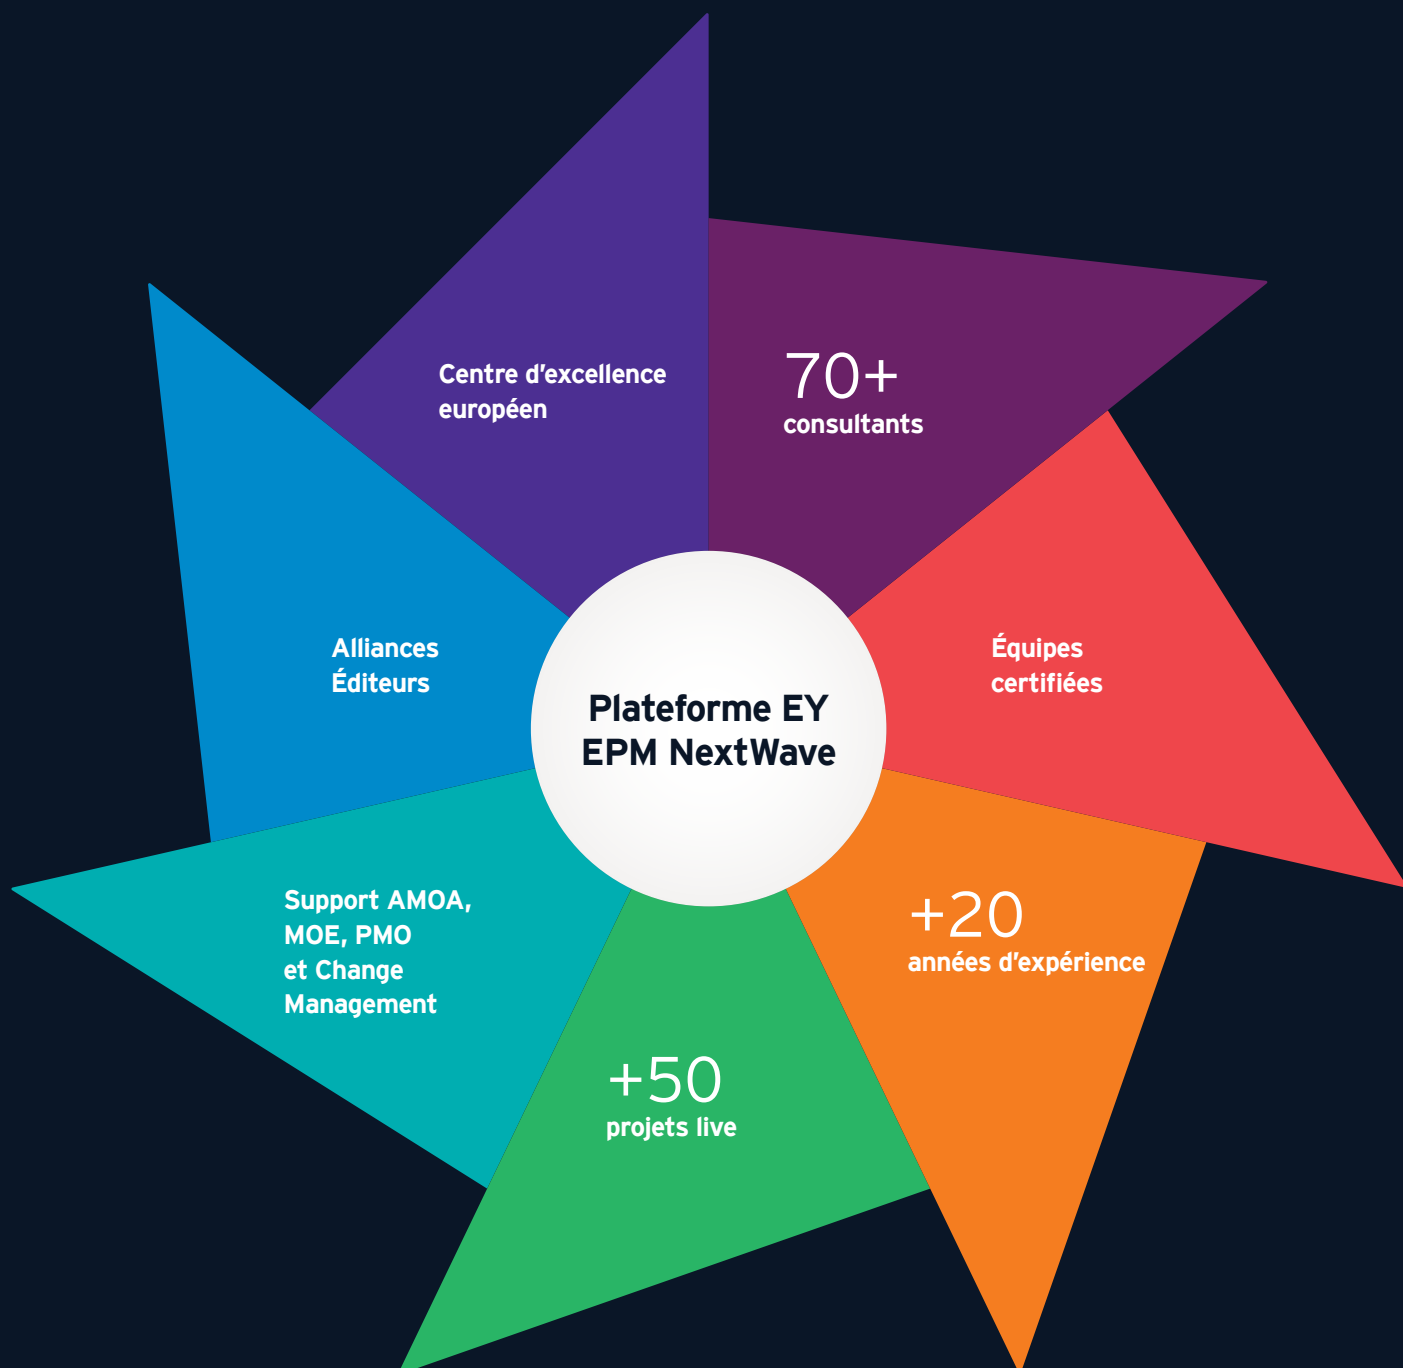 Centre d'excellence
européen
70+
consultants
Alliances
Éditeurs
Équipes
certifiées
Plateforme EY
EPM NextWave
Support AMOA,
MOE, PMO
et Change
Management
+20
années d'expérience
+50
projets live